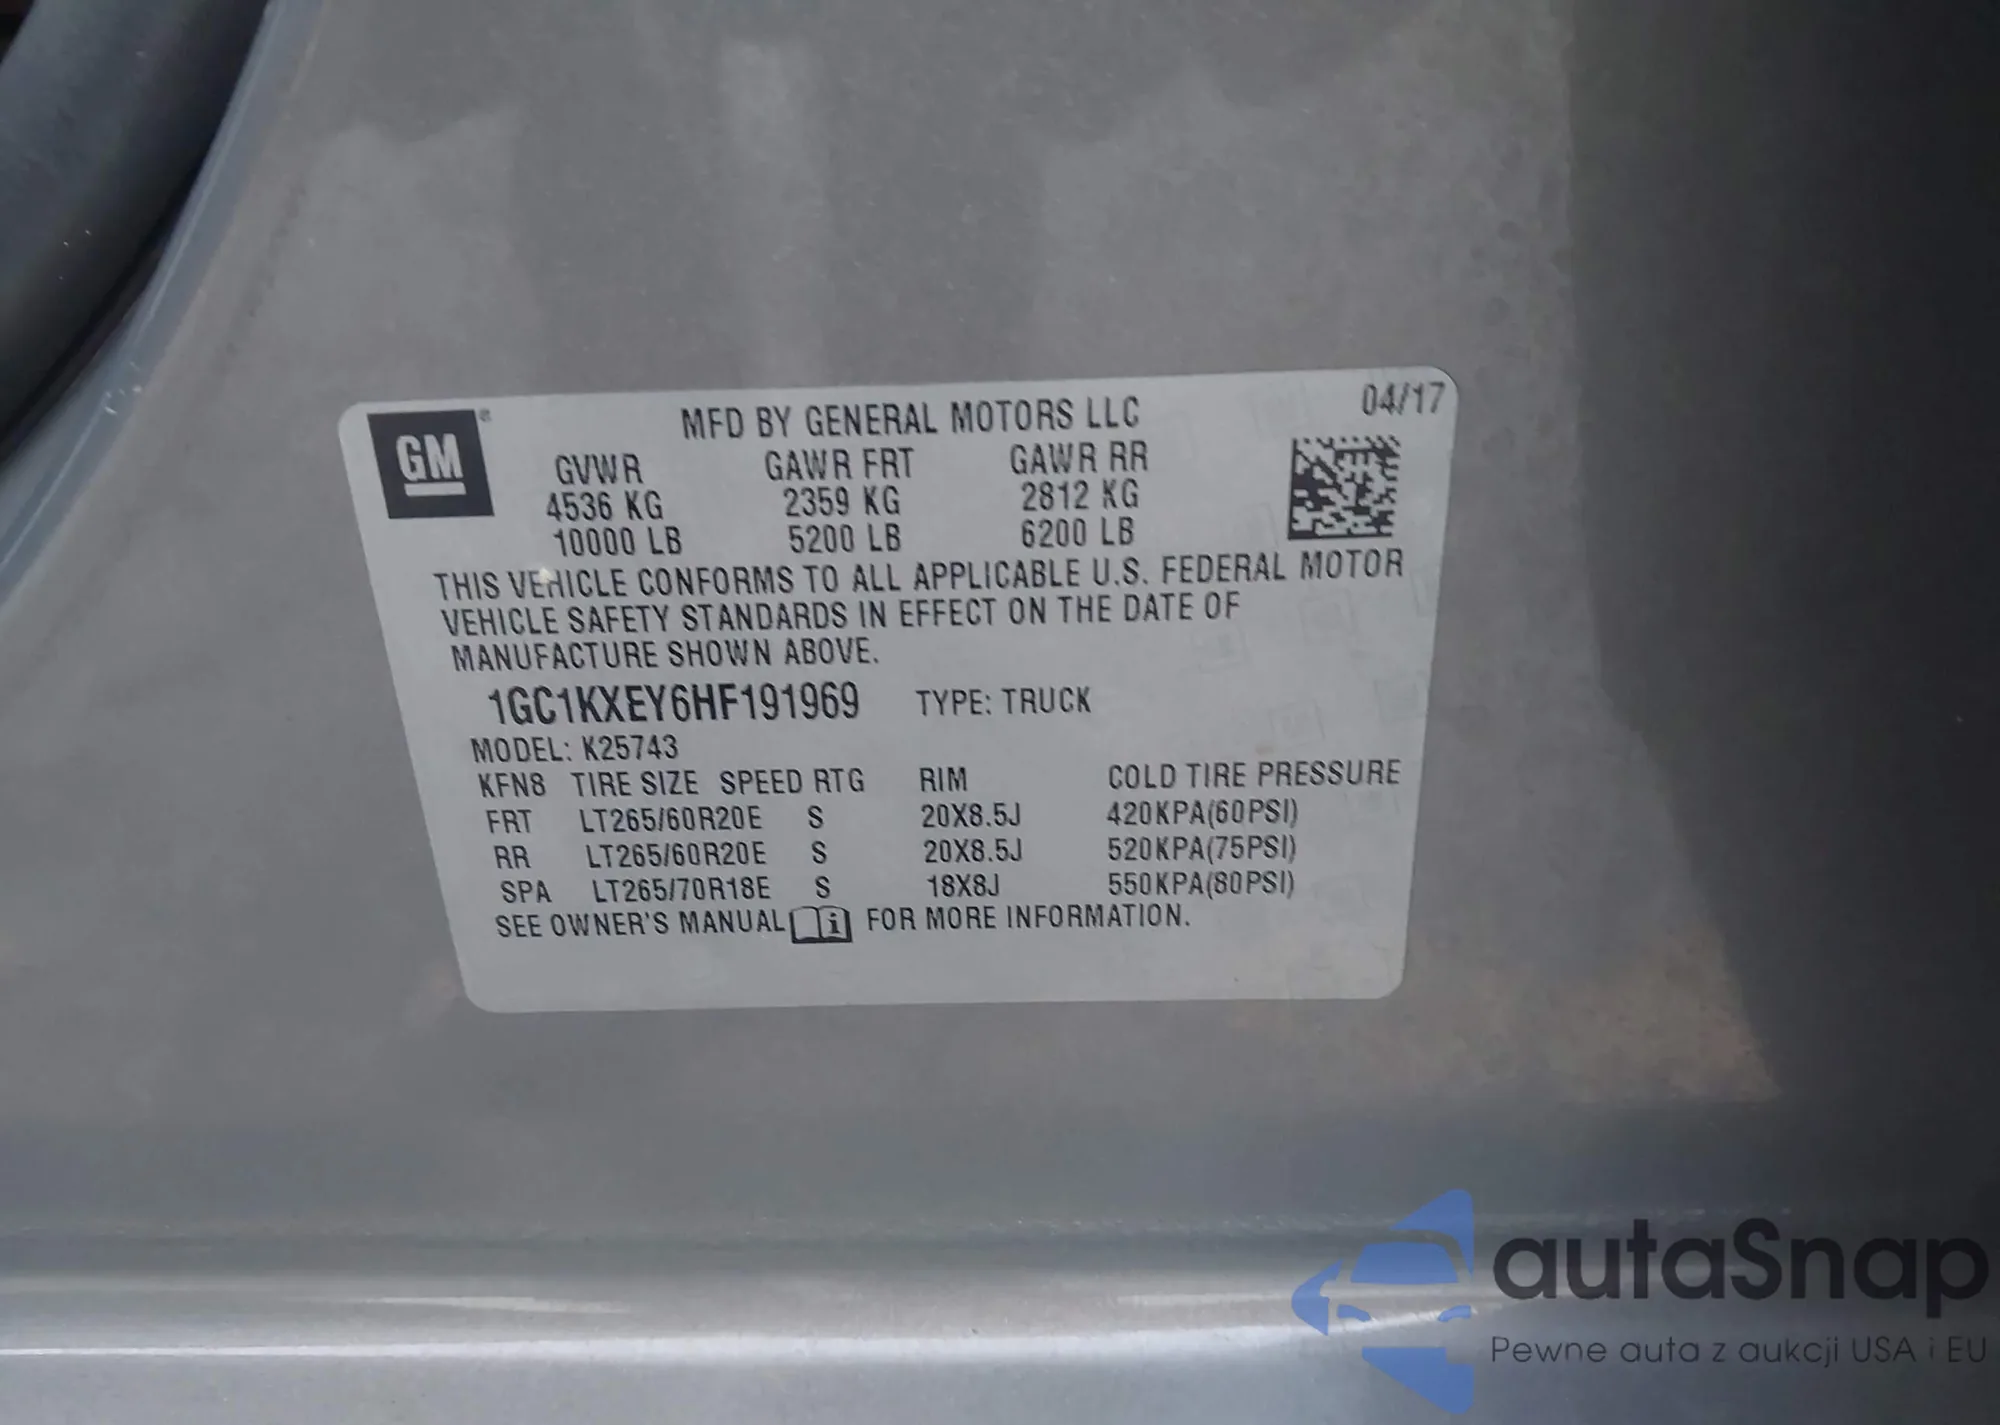 GM®
MFD BY GENERAL MOTORS LLC 04/17
GVWR GAWR FRT GAWR RR
4536 KG 2359 KG 2812 KG
10000 LB 5200 LB 6200 LB
THIS VEHICLE CONFORMS TO ALL APPLICABLE U.S. FEDERAL MOTOR
VEHICLE SAFETY STANDARDS IN EFFECT ON THE DATE OF
MANUFACTURE SHOWN ABOVE.
1GC1KXEY6HF191969 TYPE: TRUCK
MODEL: K25743
KFN8 TIRE SIZE SPEED RTG RIM COLD TIRE PRESSURE
FRT LT265/60R20E S 20X8.5J 420KPA(60PSI)
RR LT265/60R20E S 20X8.5J 520KPA(75PSI)
SPA LT265/70R18E S 18X8J 550KPA(80PSI)
SEE OWNER'S MANUAL i FOR MORE INFORMATION.
autaSnap
Pewne auta z aukcji USA i EU